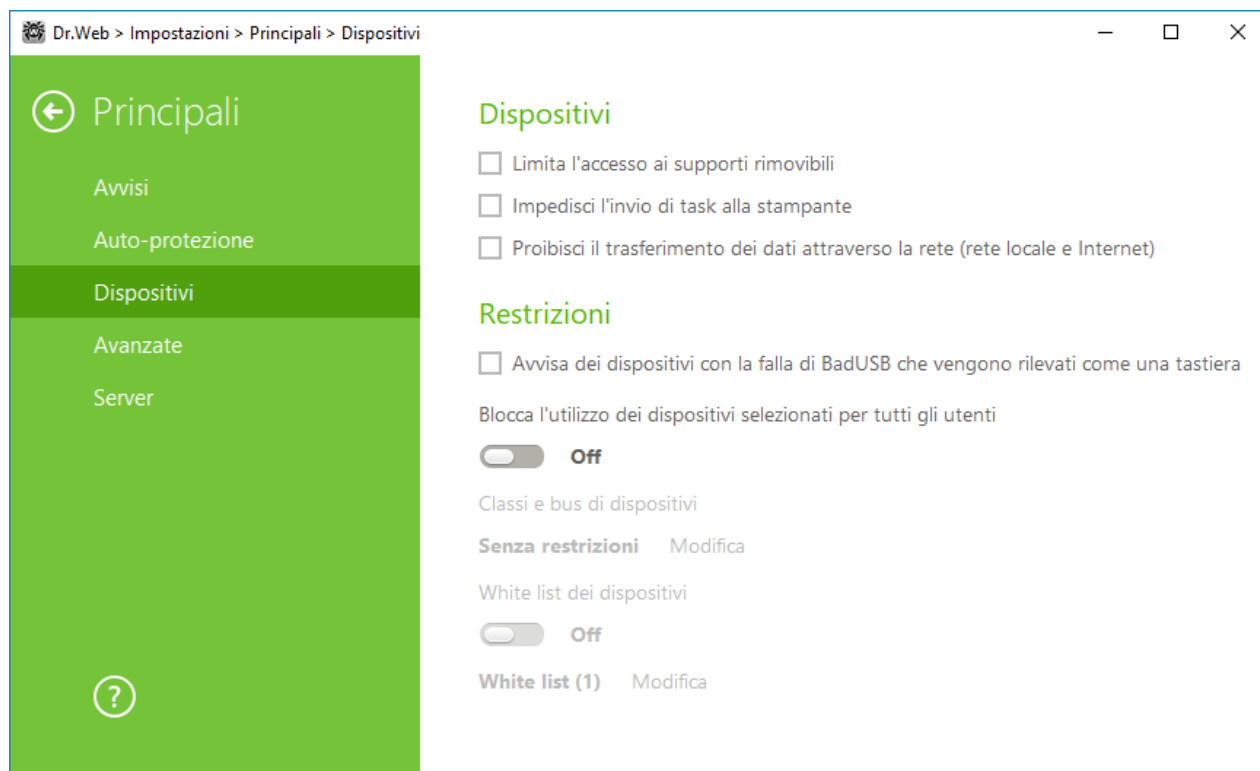 Dr.Web > Impostazioni > Principali > Dispositivi
Principali
Avvisi
Auto-protezione
Dispositivi
Avanzate
Server
?
Dispositivi
Limita l'accesso ai supporti rimovibili
Impedisci l'invio di task alla stampante
Proibisci il trasferimento dei dati attraverso la rete (rete locale e Internet)
Restrizioni
Avvisa dei dispositivi con la falla di BadUSB che vengono rilevati come una tastiera
Blocca l'utilizzo dei dispositivi selezionati per tutti gli utenti
Off
Classi e bus di dispositivi
Senza restrizioni Modifica
White list dei dispositivi
Off
White list (1) Modifica